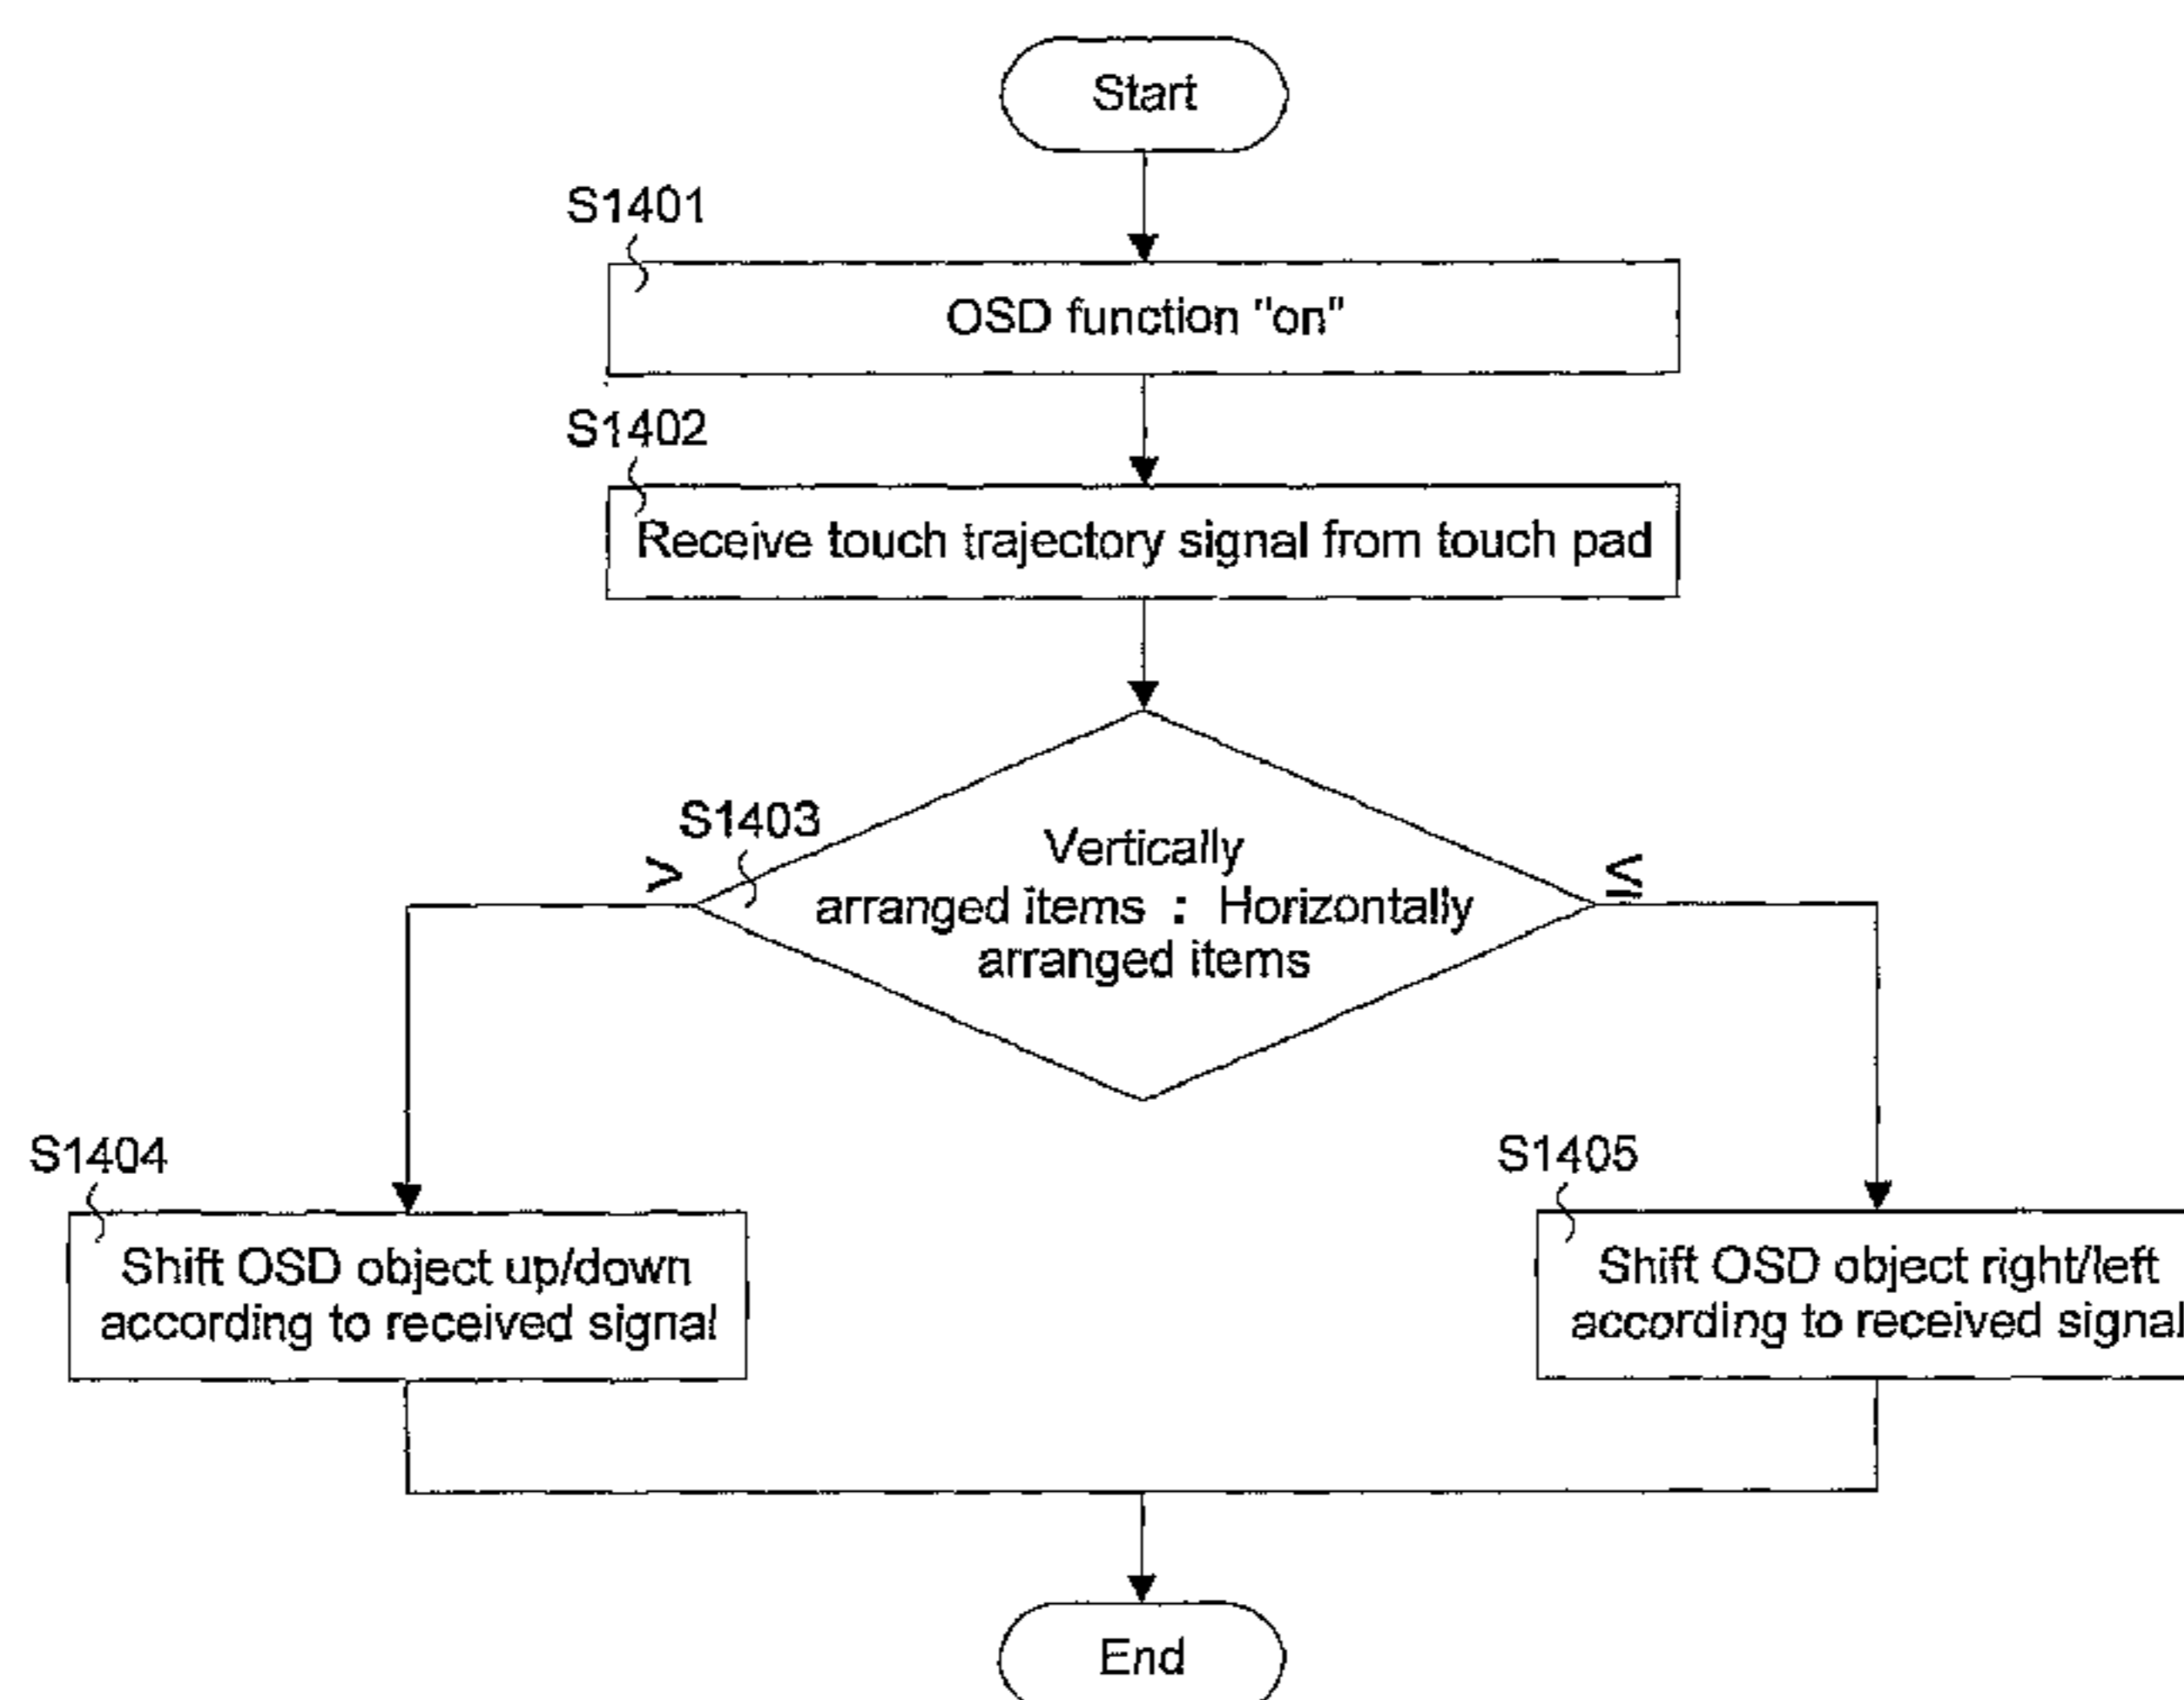 Start
S1401
OSD function "on"
S1402
Receive touch trajectory signal from touch pad
S1403
>
Vertically
arranged items : Horizontally
arranged items
≤
S1404
Shift OSD object up/down
according to received signal
S1405
Shift OSD object right/left
according to received signal
End